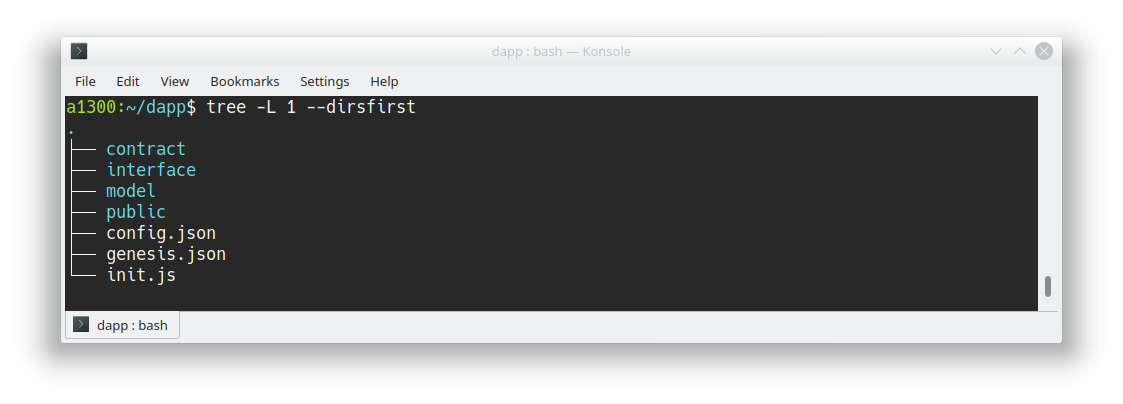 dapp : bash — Konsole
File Edit View Bookmarks Settings Help
a1300:~/dapp$ tree -L 1 --dirsfirst
.
├── contract
├── interface
├── model
├── public
├── config.json
├── genesis.json
└── init.js
dapp : bash